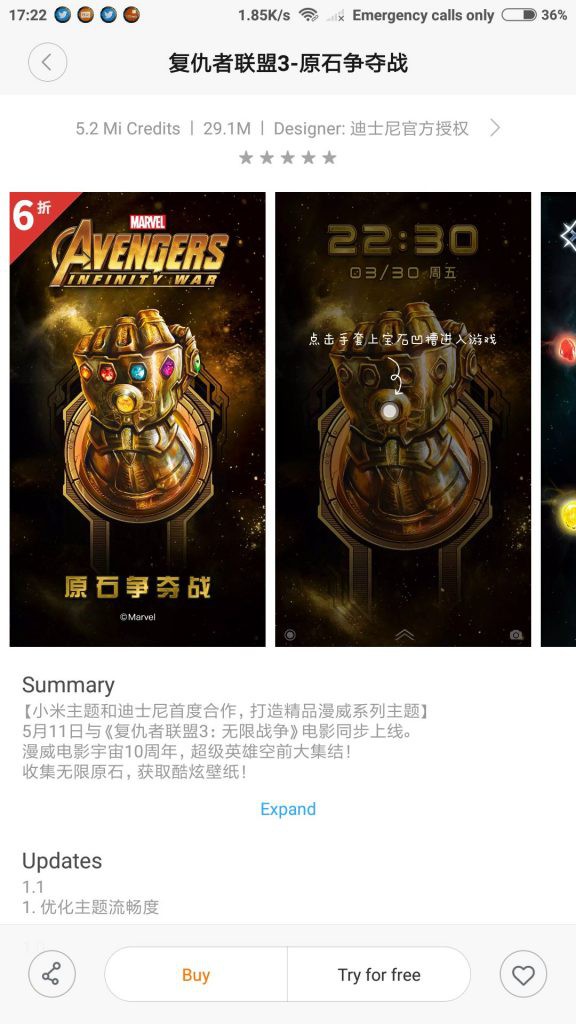 17:22
1.85K/s
Emergency calls only
36%
复仇者联盟3-原石争夺战
5.2 Mi Credits | 29.1M | Designer: 迪士尼官方授权
6折
MARVEL
AVENGERS
INFINITY WAR
原石争夺战
©Marvel
22:30
03/30 周五
点击手套上宝石凹槽进入游戏
Summary
【小米主题和迪士尼首度合作，打造精品漫威系列主题】
5月11日与《复仇者联盟3：无限战争》电影同步上线。
漫威电影宇宙10周年，超级英雄空前大集结！
收集无限原石，获取酷炫壁纸！
Expand
Updates
1.1
1. 优化主题流畅度
1.0
Buy
Try for free